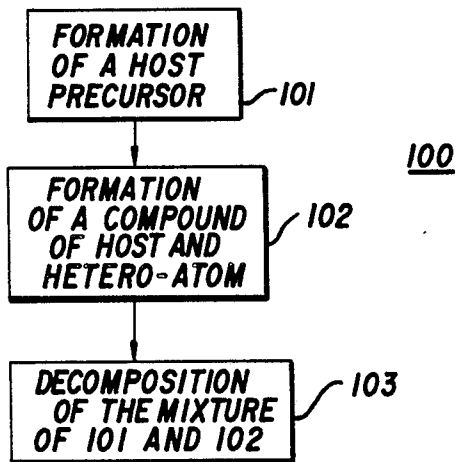 FORMATION
OF A HOST
PRECURSOR
101
100
FORMATION
OF A COMPOUND
OF HOST AND
HETERO-ATOM
102
DECOMPOSITION
OF THE MIXTURE
OF 101 AND 102
103